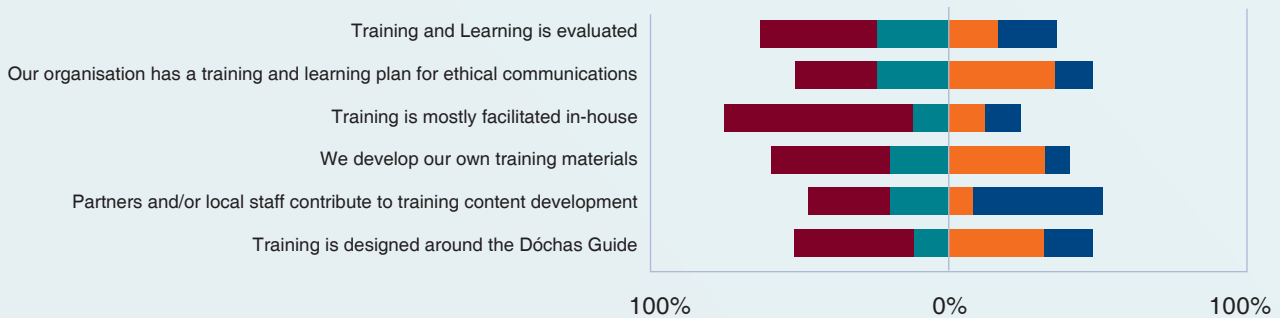 Training and Learning is evaluated
Our organisation has a training and learning plan for ethical communications
Training is mostly facilitated in-house
We develop our own training materials
Partners and/or local staff contribute to training content development
Training is designed around the Dóchas Guide
100% 0% 100%